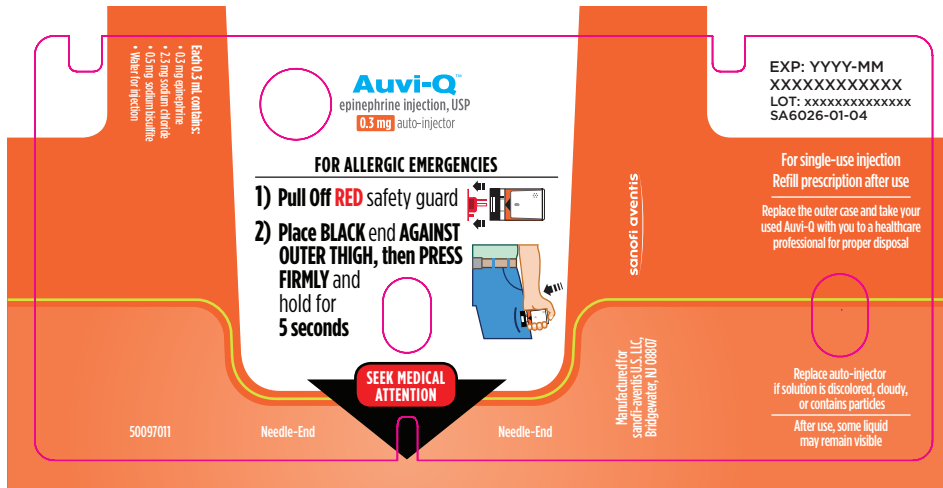 Each 0.3 mL contains:
• 0.3 mg epinephrine
• 2.3 mg sodium chloride
• 0.5 mg sodium bisulfite
• Water for injection
Auvi-Q™
epinephrine injection, USP
0.3 mg auto-injector
FOR ALLERGIC EMERGENCIES
1) Pull Off RED safety guard
2) Place BLACK end AGAINST
OUTER THIGH, then PRESS
FIRMLY and
hold for
5 seconds
SEEK MEDICAL
ATTENTION
50097011
Needle-End
Needle-End
sanofi aventis
Manufactured for
sanofi-aventis U.S. LLC,
Bridgewater, NJ 08807
EXP: YYYY-MM
XXXXXXXXXXXX
LOT: xxxxxxxxxxxxxx
SA6026-01-04
For single-use injection
Refill prescription after use
Replace the outer case and take your
used Auvi-Q with you to a healthcare
professional for proper disposal
Replace auto-injector
if solution is discolored, cloudy,
or contains particles
After use, some liquid
may remain visible